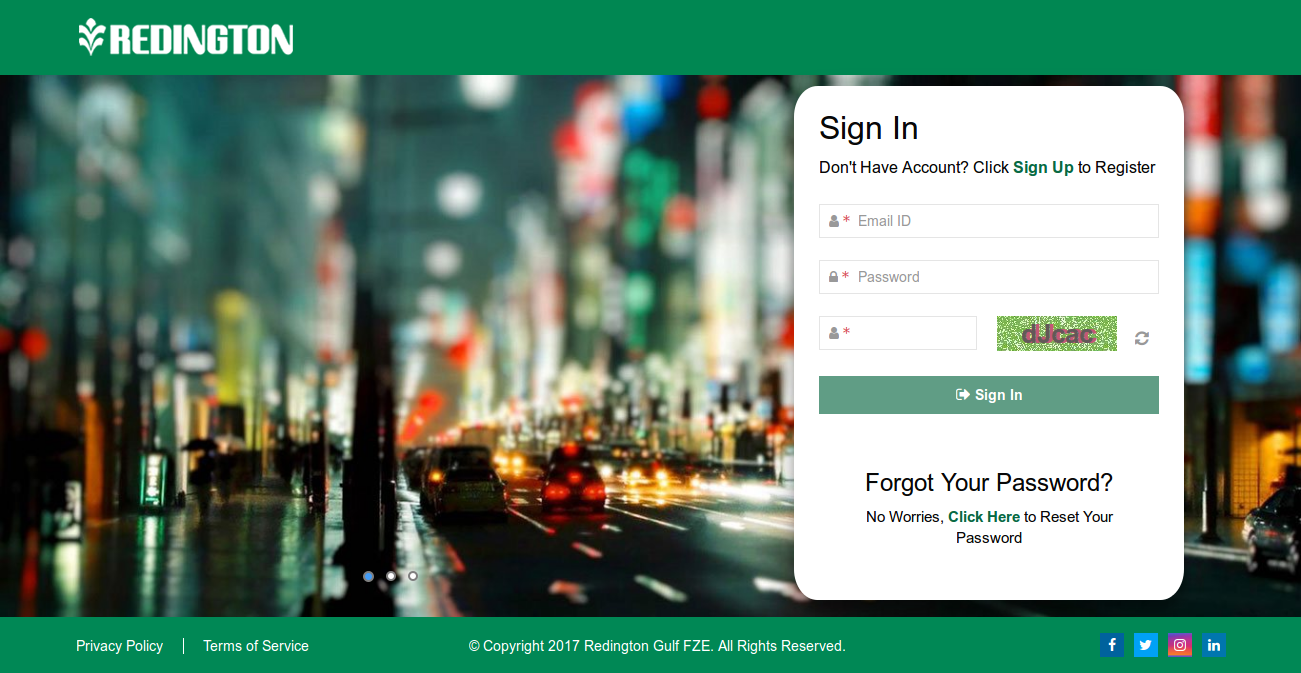 REDINGTON
Sign In
Don't Have Account? Click Sign Up to Register
* Email ID
* Password
*
dJcac
Sign In
Forgot Your Password?
No Worries, Click Here to Reset Your
Password
Privacy Policy
Terms of Service
© Copyright 2017 Redington Gulf FZE. All Rights Reserved.